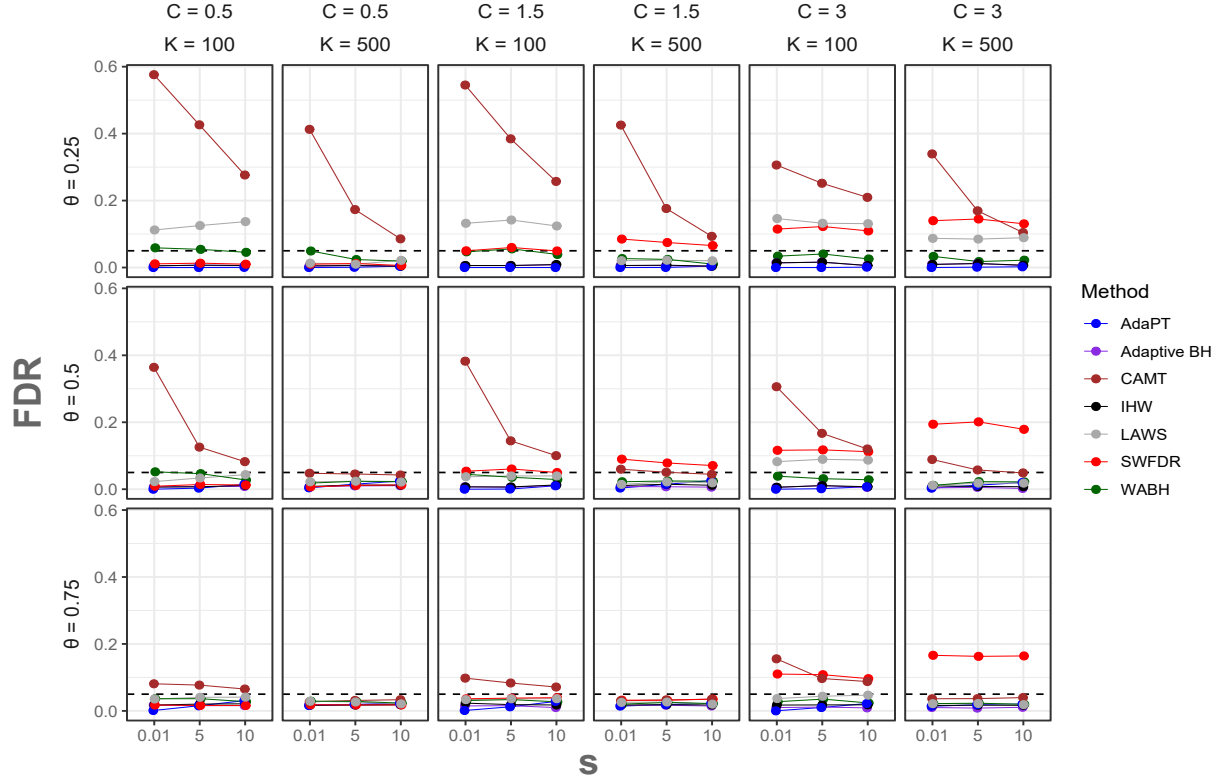 C = 0.5 C = 0.5 C = 1.5 C = 1.5 C = 3 C = 3
K = 100 K = 500 K = 100 K = 500 K = 100 K = 500
FDR
θ = 0.25
0.6
0.4
0.2
0.0
θ = 0.5
0.6
0.4
0.2
0.0
θ = 0.75
0.6
0.4
0.2
0.0
0.01 5 10 0.01 5 10 0.01 5 10 0.01 5 10 0.01 5 10 0.01 5 10
s
Method
AdaPT
Adaptive BH
CAMT
IHW
LAWS
SWFDR
WABH